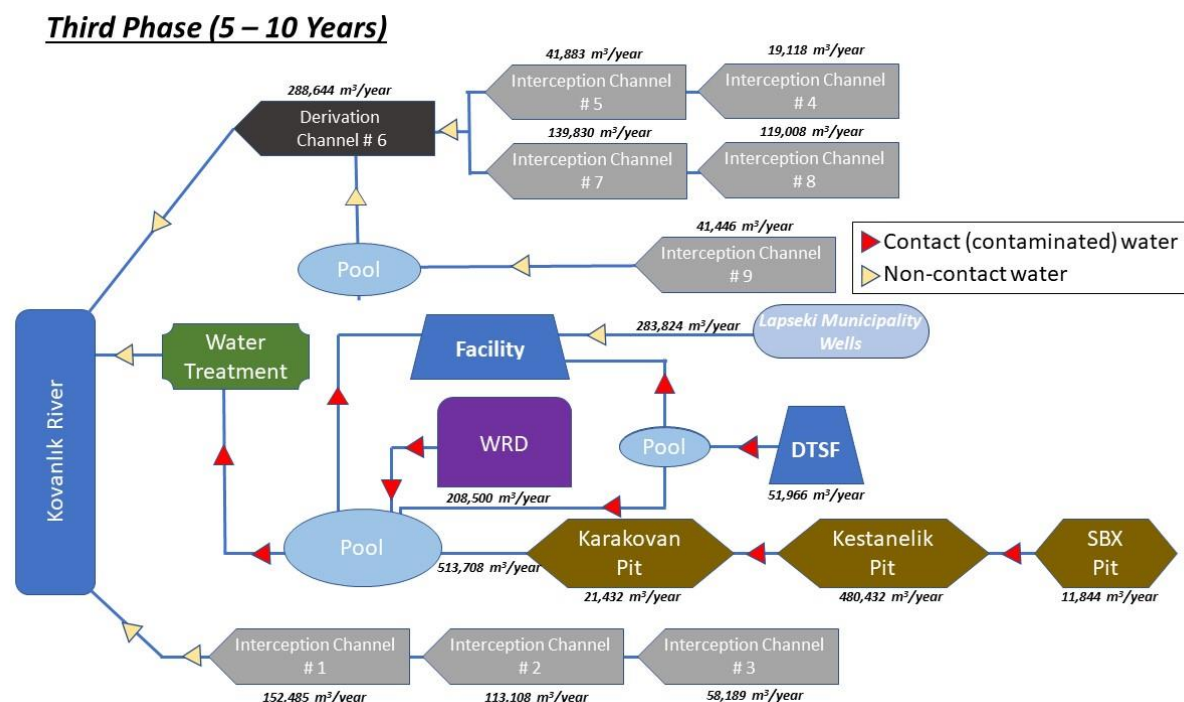 Third Phase (5 – 10 Years)
41,883 m³/year
19,118 m³/year
Interception Channel
# 5
Interception Channel
# 4
288,644 m³/year
Derivation
Channel # 6
139,830 m³/year
119,008 m³/year
Interception Channel
# 7
Interception Channel
# 8
41,446 m³/year
Interception Channel
# 9
Pool
Contact (contaminated) water
Non-contact water
Kovanlık River
Water
Treatment
Facility
283,824 m³/year
Lapseki Municipality
Wells
WRD
Pool
DTSF
208,500 m³/year
51,966 m³/year
Pool
513,708 m³/year
Karakovan
Pit
Kestanelik
Pit
SBX
Pit
21,432 m³/year
480,432 m³/year
11,844 m³/year
Interception Channel
# 1
Interception Channel
# 2
Interception Channel
# 3
152,485 m³/year
113,108 m³/year
58,189 m³/year